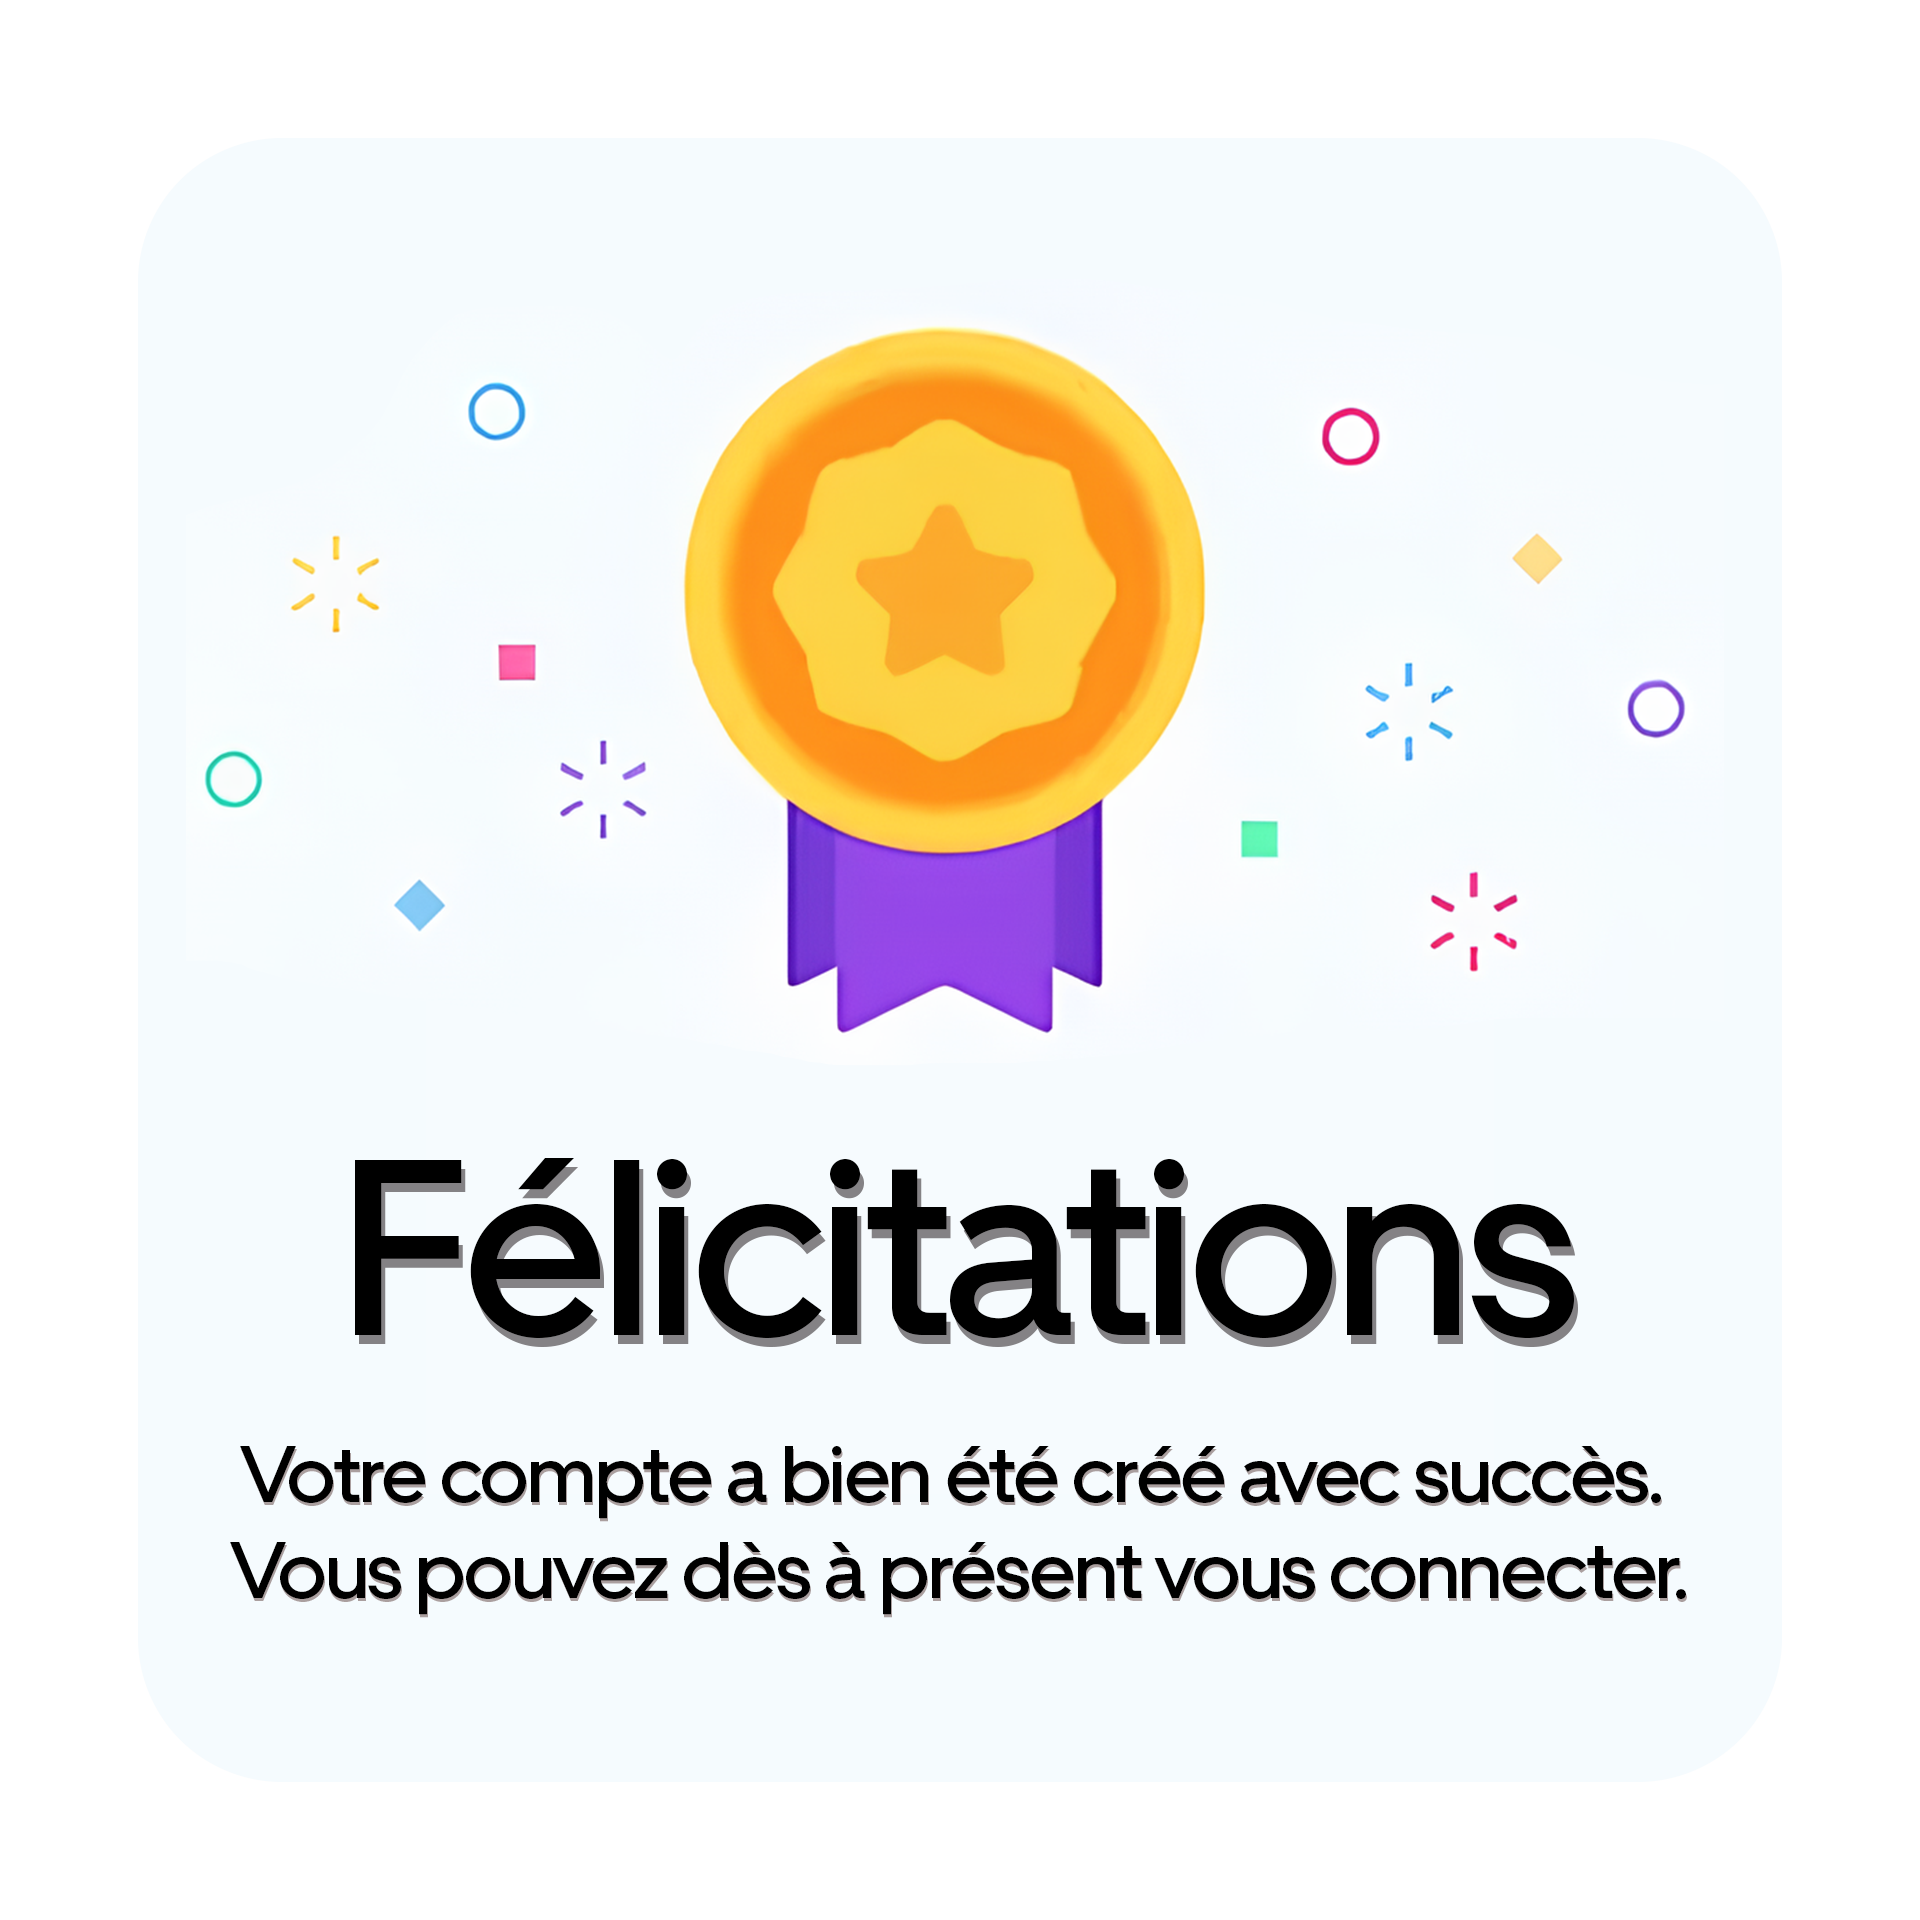 Félicitations
Votre compte a bien été créé avec succès.
Vous pouvez dès à présent vous connecter.